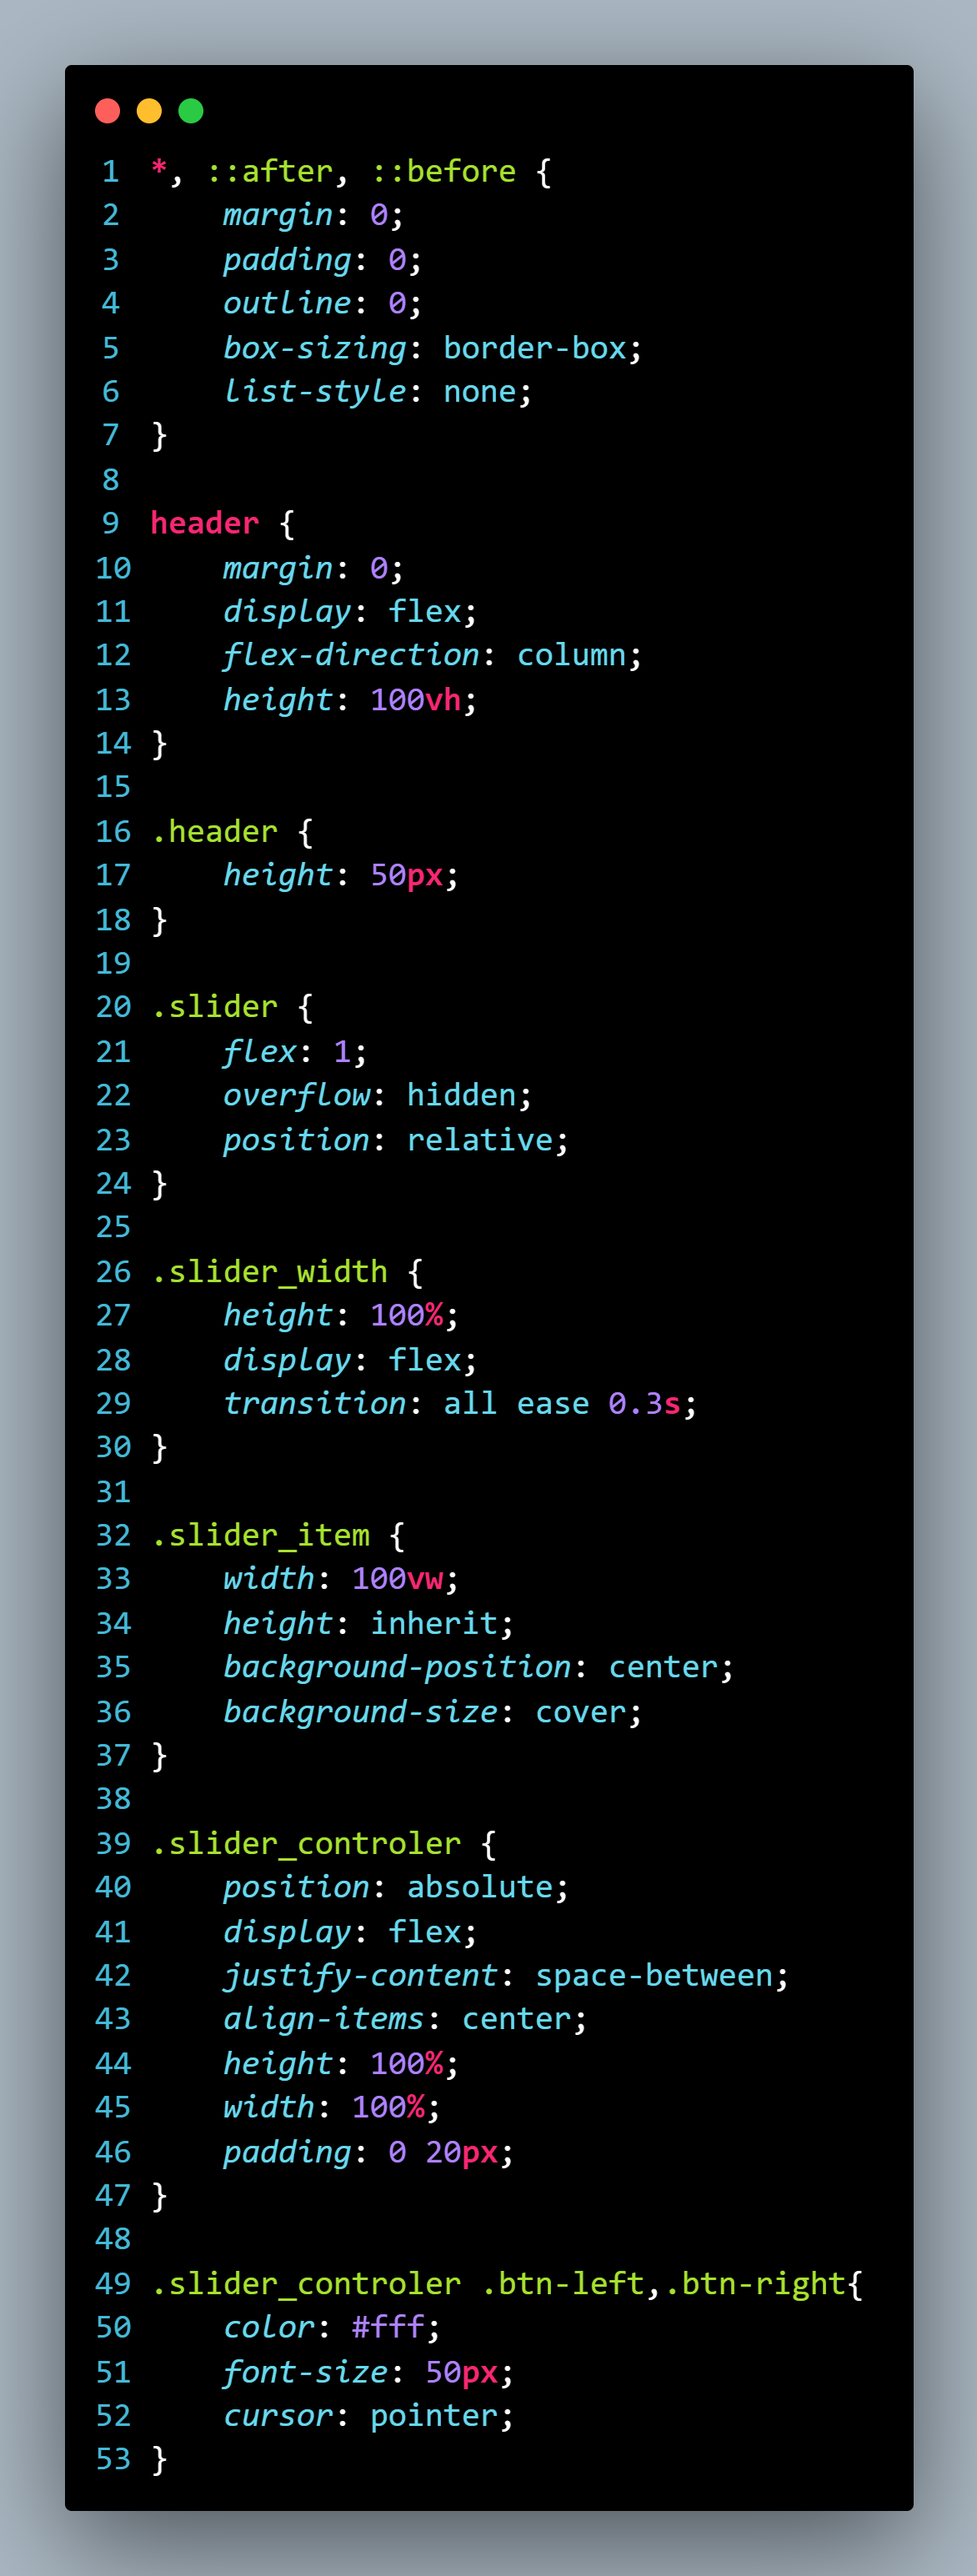 1 *, ::after, ::before {
2     margin: 0;
3     padding: 0;
4     outline: 0;
5     box-sizing: border-box;
6     list-style: none;
7 }
8
9 header {
10     margin: 0;
11     display: flex;
12     flex-direction: column;
13     height: 100vh;
14 }
15
16 .header {
17     height: 50px;
18 }
19
20 .slider {
21     flex: 1;
22     overflow: hidden;
23     position: relative;
24 }
25
26 .slider_width {
27     height: 100%;
28     display: flex;
29     transition: all ease 0.3s;
30 }
31
32 .slider_item {
33     width: 100vw;
34     height: inherit;
35     background-position: center;
36     background-size: cover;
37 }
38
39 .slider_controler {
40     position: absolute;
41     display: flex;
42     justify-content: space-between;
43     align-items: center;
44     height: 100%;
45     width: 100%;
46     padding: 0 20px;
47 }
48
49 .slider_controler .btn-left,.btn-right{
50     color: #fff;
51     font-size: 50px;
52     cursor: pointer;
53 }